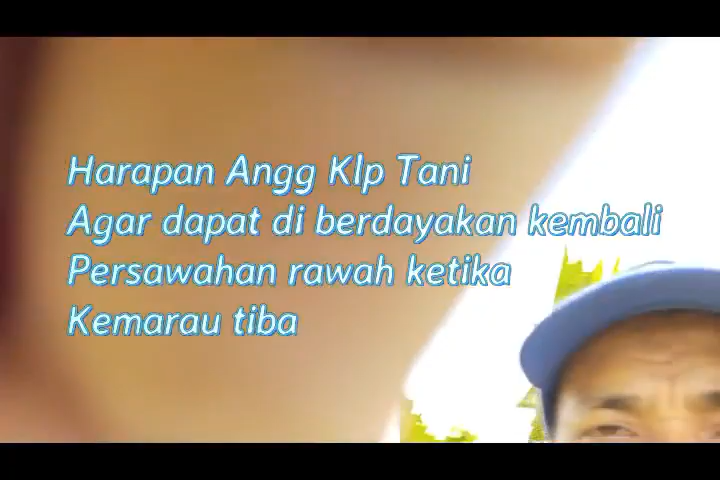 Harapan Angg Klp Tani
Agar dapat di berdayakan kembali
Persawahan rawah ketika
Kemarau tiba